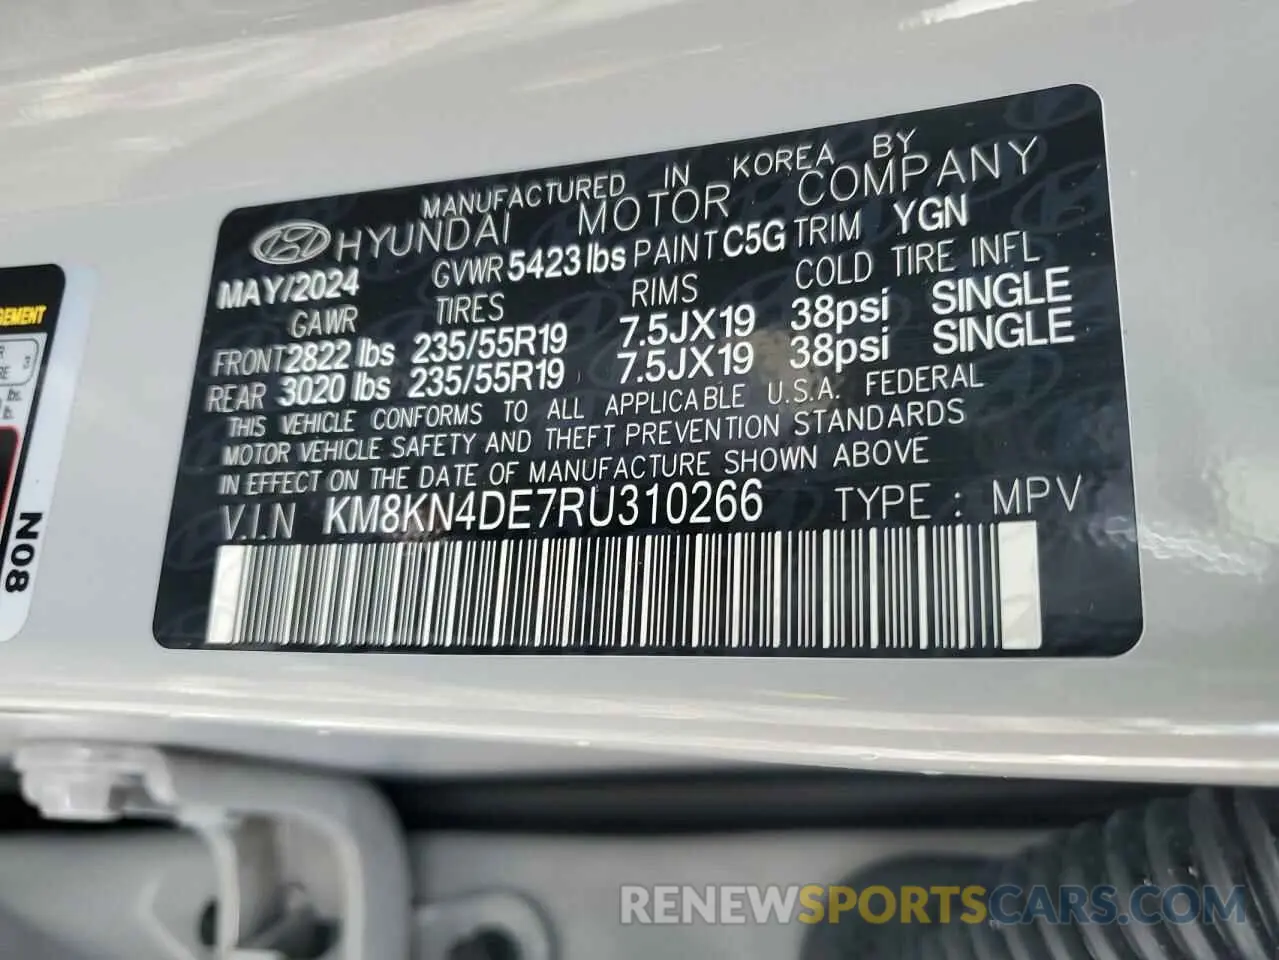 MANUFACTURED IN KOREA BY
HYUNDAI MOTOR COMPANY
MAY/2024 GVWR 5423 lbs PAINT C5G TRIM YGN
GAWR TIRES RIMS COLD TIRE INFL
FRONT 2822 lbs 235/55R19 7.5JX19 38psi SINGLE
REAR 3020 lbs 235/55R19 7.5JX19 38psi SINGLE
THIS VEHICLE CONFORMS TO ALL APPLICABLE U.S.A. FEDERAL
MOTOR VEHICLE SAFETY AND THEFT PREVENTION STANDARDS
IN EFFECT ON THE DATE OF MANUFACTURE SHOWN ABOVE
V.I.N KM8KN4DE7RU310266 TYPE : MPV
N08
RENEWSPORTSCARS.COM